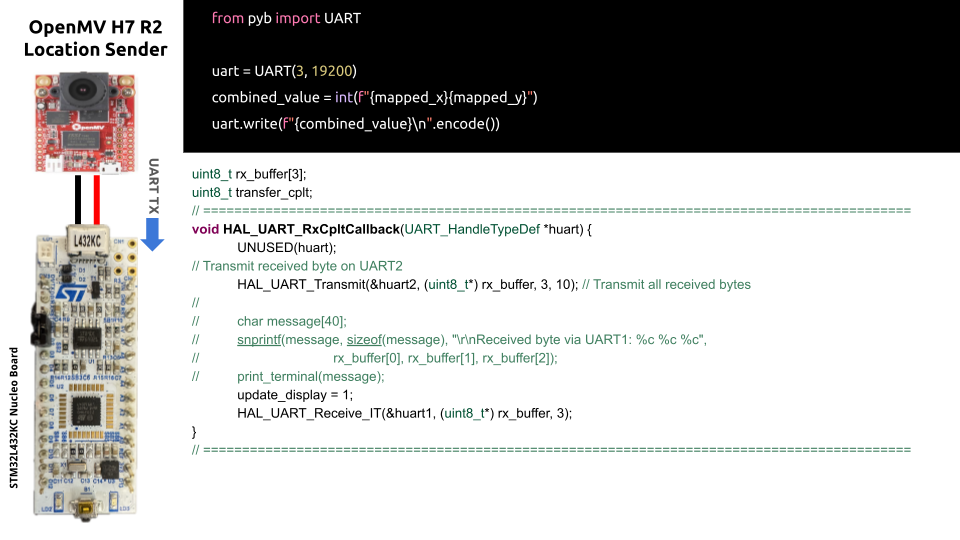 OpenMV H7 R2
Location Sender
OpenMV
UART TX
L432KC
STM32L432KC Nucleo Board
from pyb import UART
uart = UART(3, 19200)
combined_value = int(f"{mapped_x}{mapped_y}")
uart.write(f"{combined_value}\n".encode())
uint8_t rx_buffer[3];
uint8_t transfer_cplt;
// ============================================================================================
void HAL_UART_RxCpltCallback(UART_HandleTypeDef *huart) {
UNUSED(huart);
// Transmit received byte on UART2
HAL_UART_Transmit(&huart2, (uint8_t*) rx_buffer, 3, 10); // Transmit all received bytes
//
// char message[40];
// snprintf(message, sizeof(message), "\r\nReceived byte via UART1: %c %c %c",
// rx_buffer[0], rx_buffer[1], rx_buffer[2]);
// print_terminal(message);
update_display = 1;
HAL_UART_Receive_IT(&huart1, (uint8_t*) rx_buffer, 3);
}
// ============================================================================================